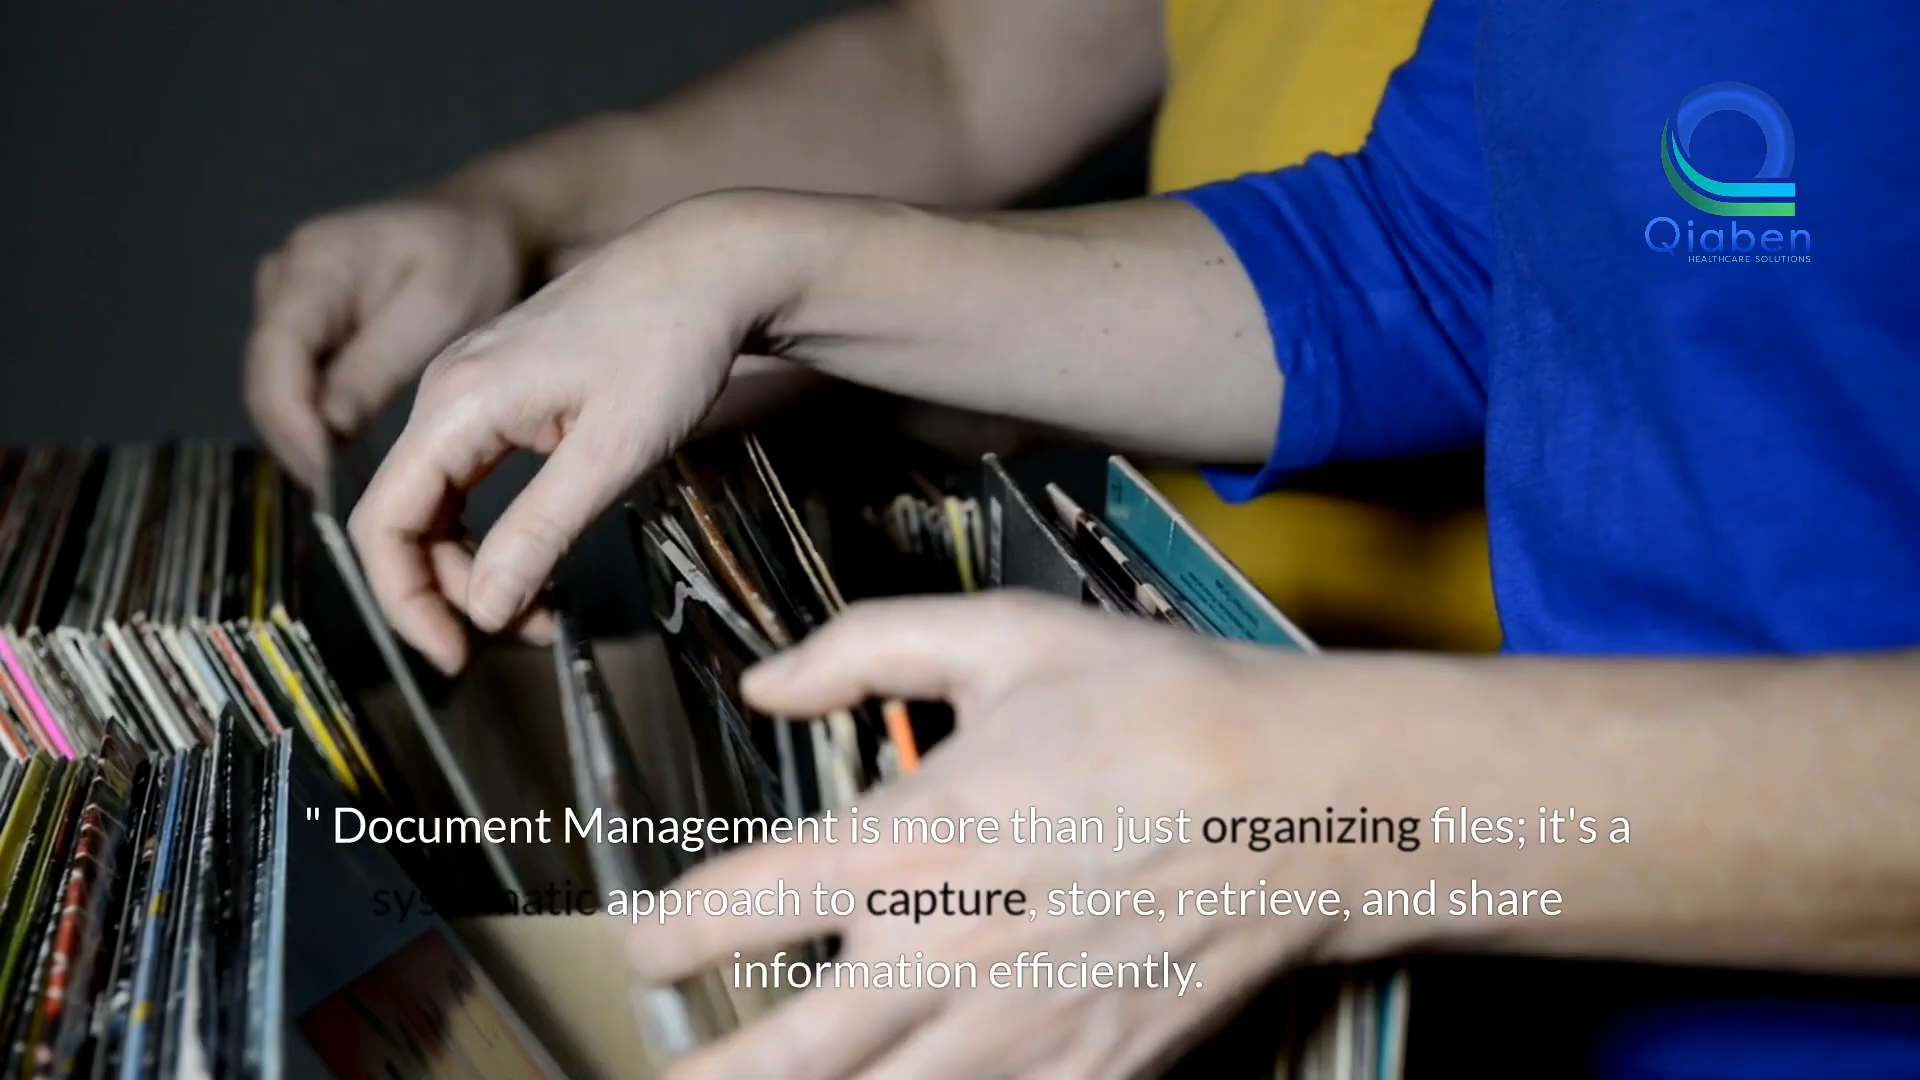 Qiaben
HEALTHCARE SOLUTIONS
" Document Management is more than just organizing files; it's a
systematic approach to capture, store, retrieve, and share
information efficiently.